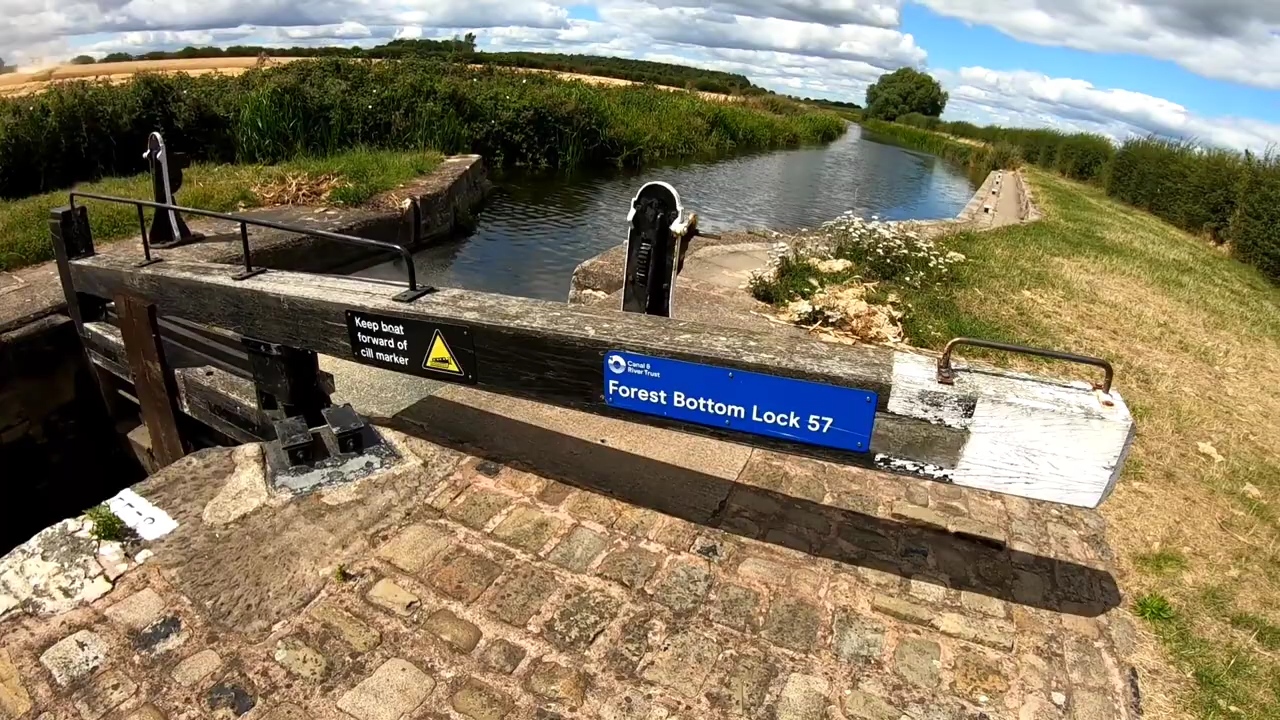 Keep boat
forward of
cill marker
Canal &
River Trust
Forest Bottom Lock 57